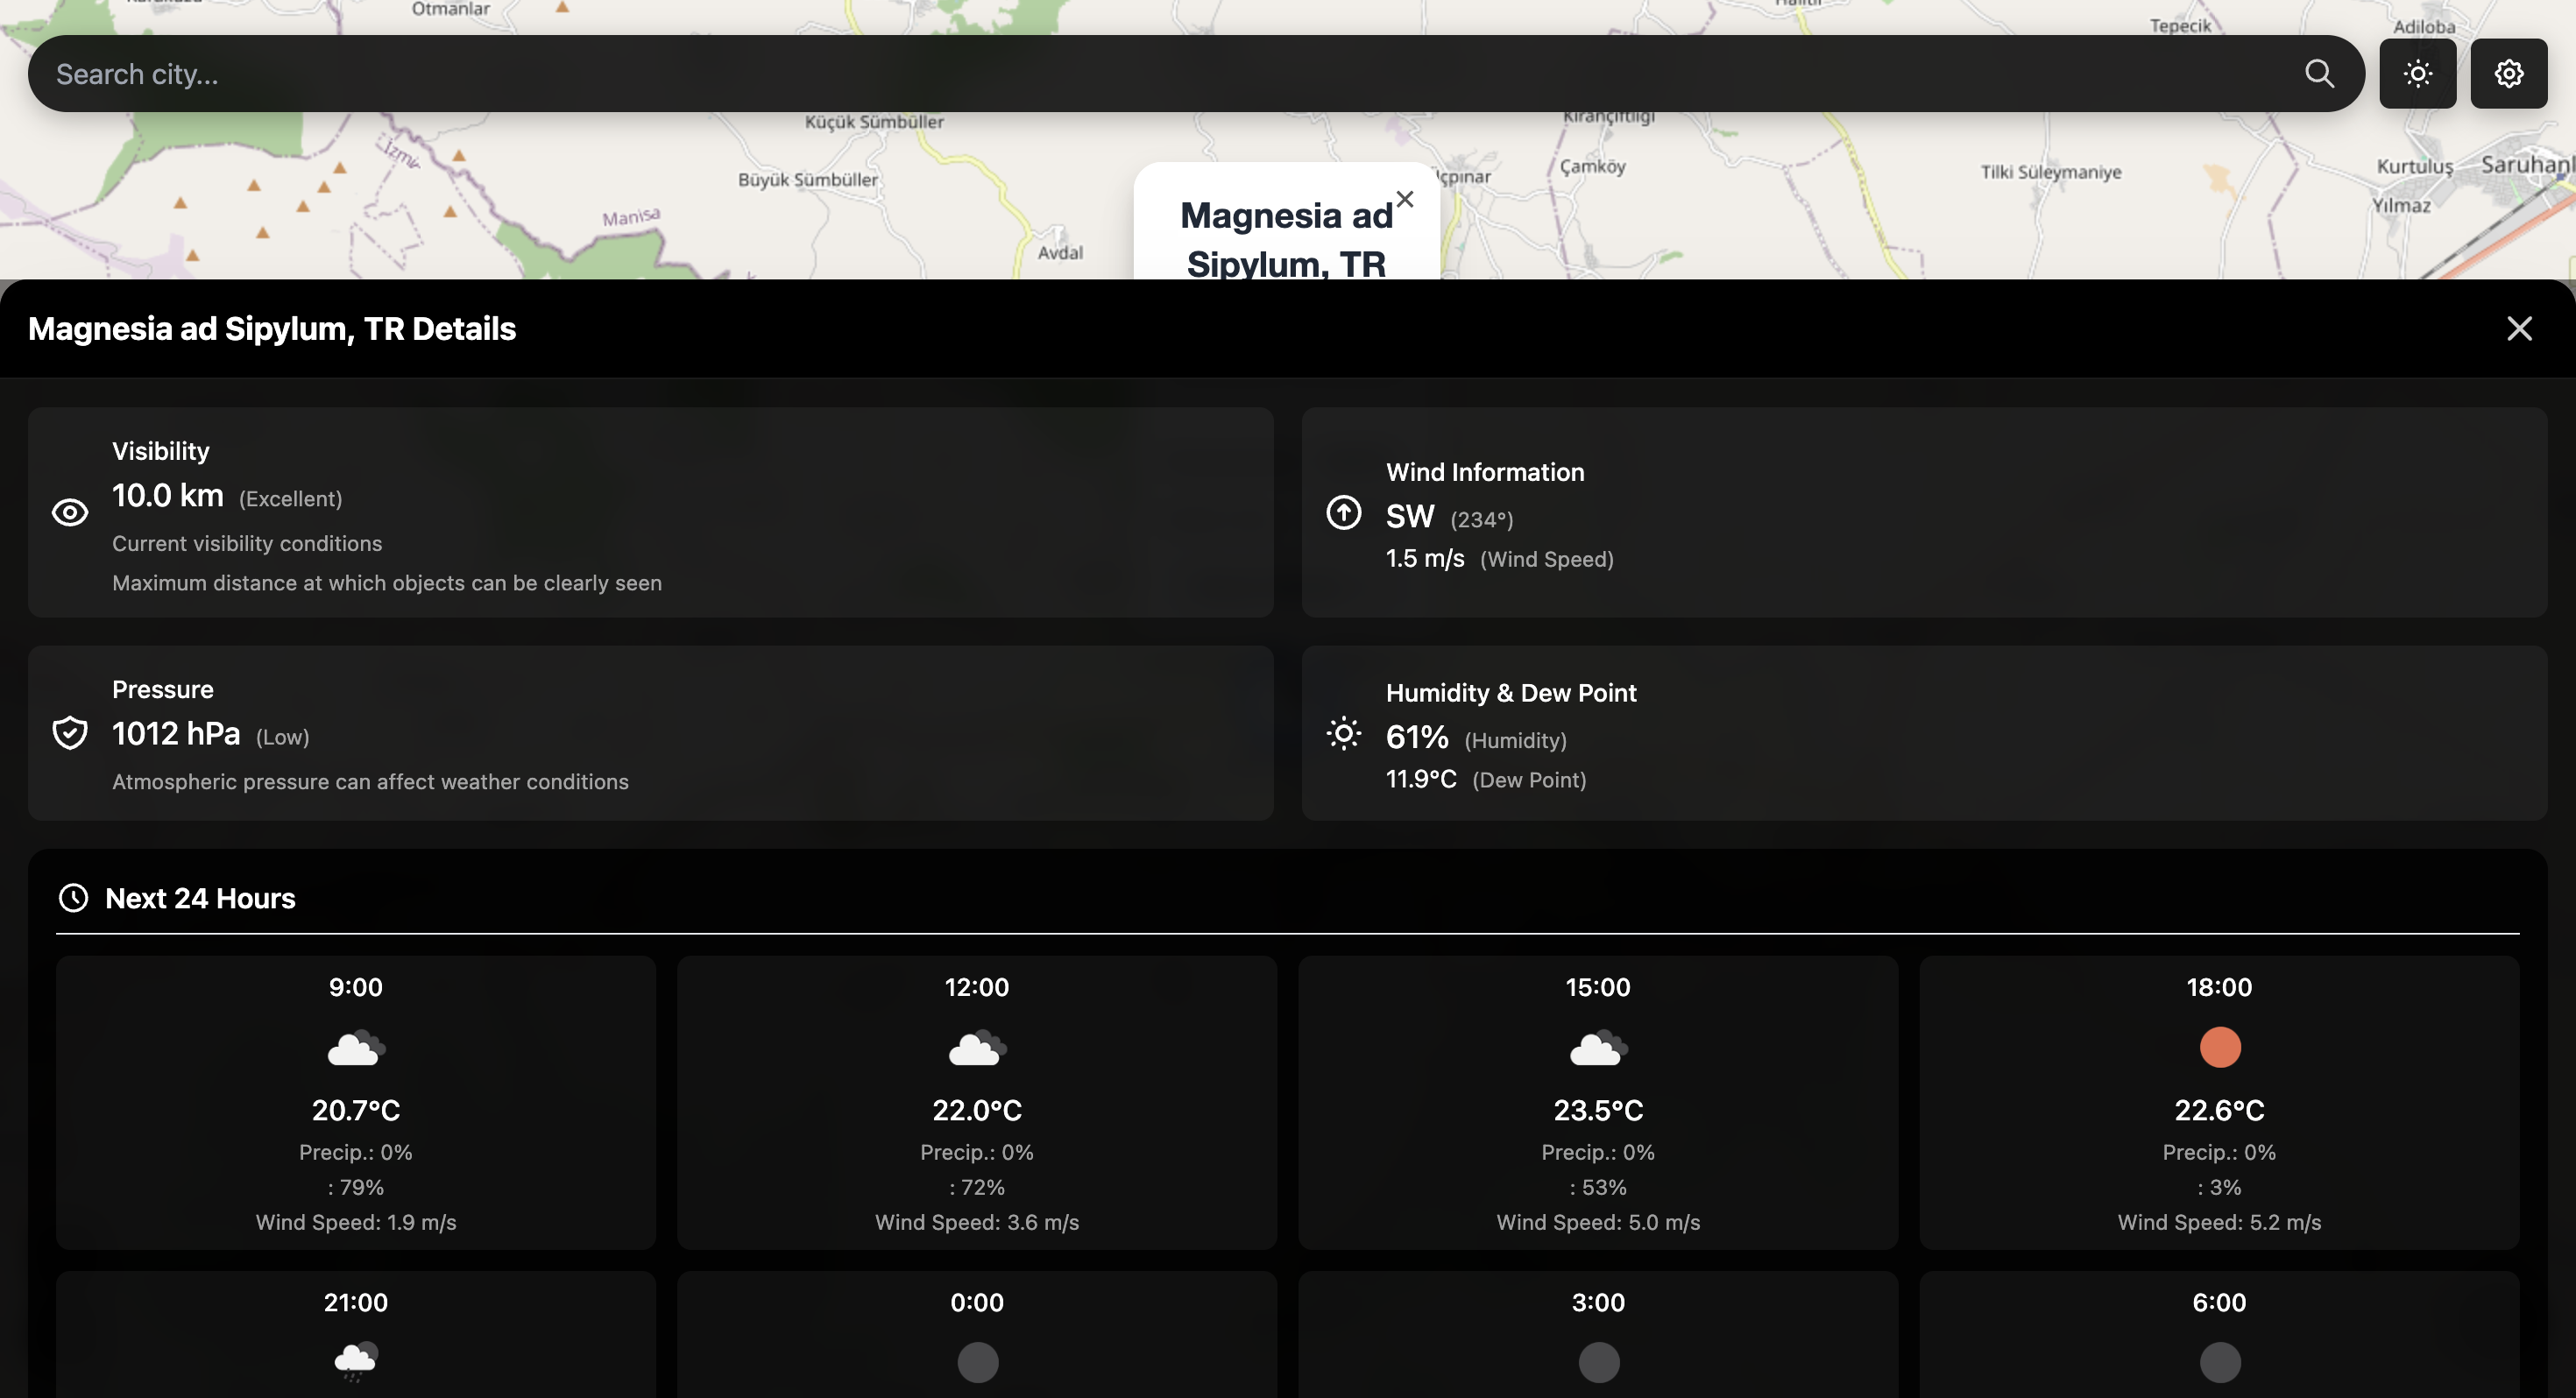 Otmanlar
Tepecik
Adiloba
Search city...
Küçük Sümbüller
Kırançiftliği
İzmir
Büyük Sümbüller
Çamköy
Tilki Süleymaniye
Kurtuluş
Yılmaz
Manisa
Avdal
Magnesia ad
Sipylum, TR
Magnesia ad Sipylum, TR Details
Visibility
10.0 km (Excellent)
Current visibility conditions
Maximum distance at which objects can be clearly seen
Wind Information
SW (234°)
1.5 m/s (Wind Speed)
Pressure
1012 hPa (Low)
Atmospheric pressure can affect weather conditions
Humidity & Dew Point
61% (Humidity)
11.9°C (Dew Point)
Next 24 Hours
9:00
20.7°C
Precip.: 0%
: 79%
Wind Speed: 1.9 m/s
12:00
22.0°C
Precip.: 0%
: 72%
Wind Speed: 3.6 m/s
15:00
23.5°C
Precip.: 0%
: 53%
Wind Speed: 5.0 m/s
18:00
22.6°C
Precip.: 0%
: 3%
Wind Speed: 5.2 m/s
21:00
0:00
3:00
6:00